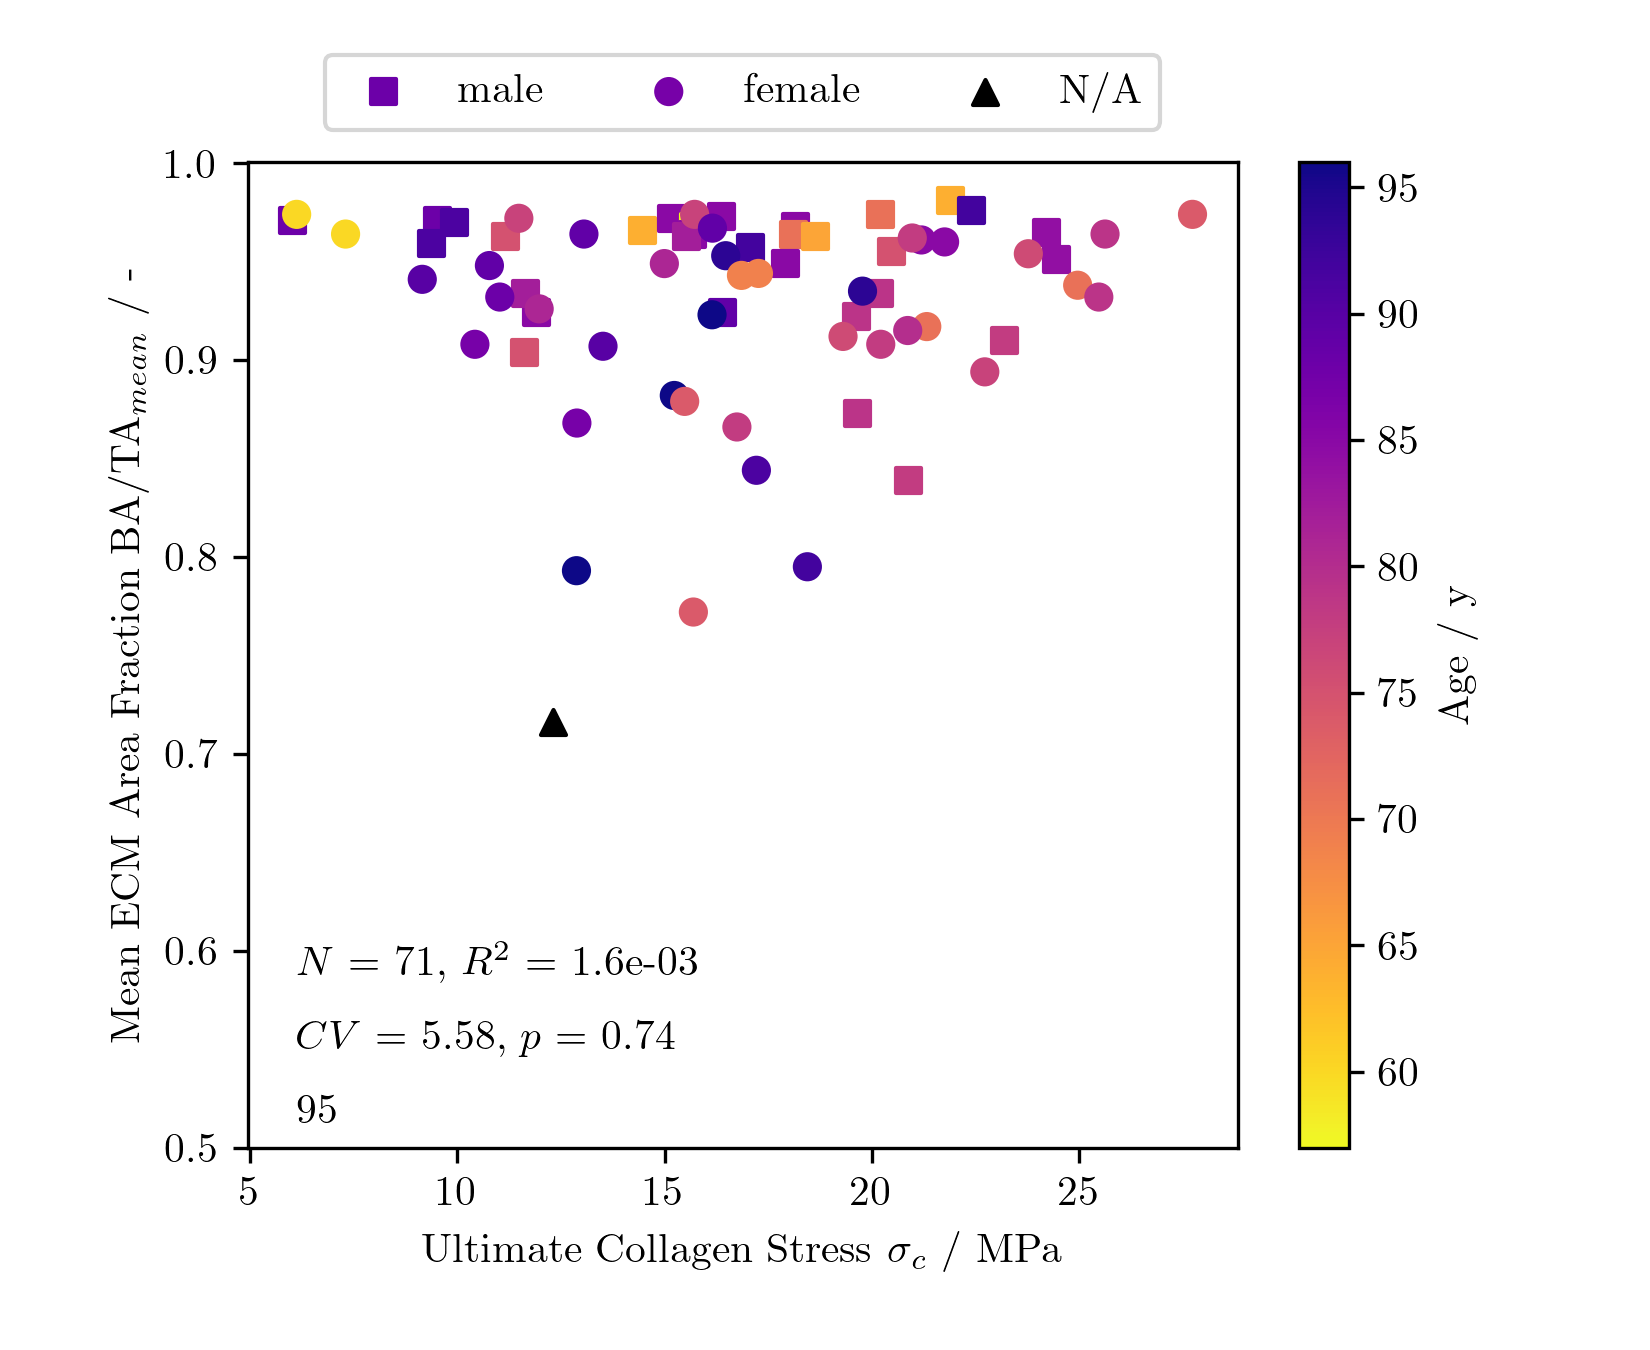 male female N/A
1.0
0.9
0.8
0.7
0.6
0.5
Mean ECM Area Fraction BA/TA_mean / -
N = 71, R² = 1.6e-03
CV = 5.58, p = 0.74
95
5 10 15 20 25
Ultimate Collagen Stress σ_c / MPa
95
90
85
80
75
70
65
60
Age / y